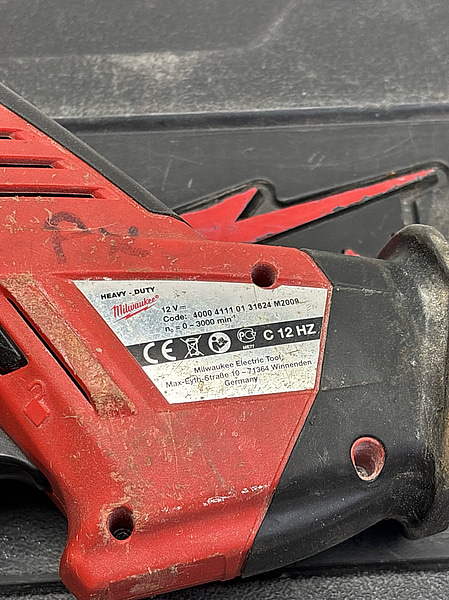 HEAVY - DUTY
Milwaukee
12 V
Code: 4000 4111 01 31624 M2009
n₀ = 0 – 3000 min⁻¹
CE C 12 HZ
Milwaukee Electric Tool
Max-Eyth-Straße 10 – 71364 Winnenden
Germany